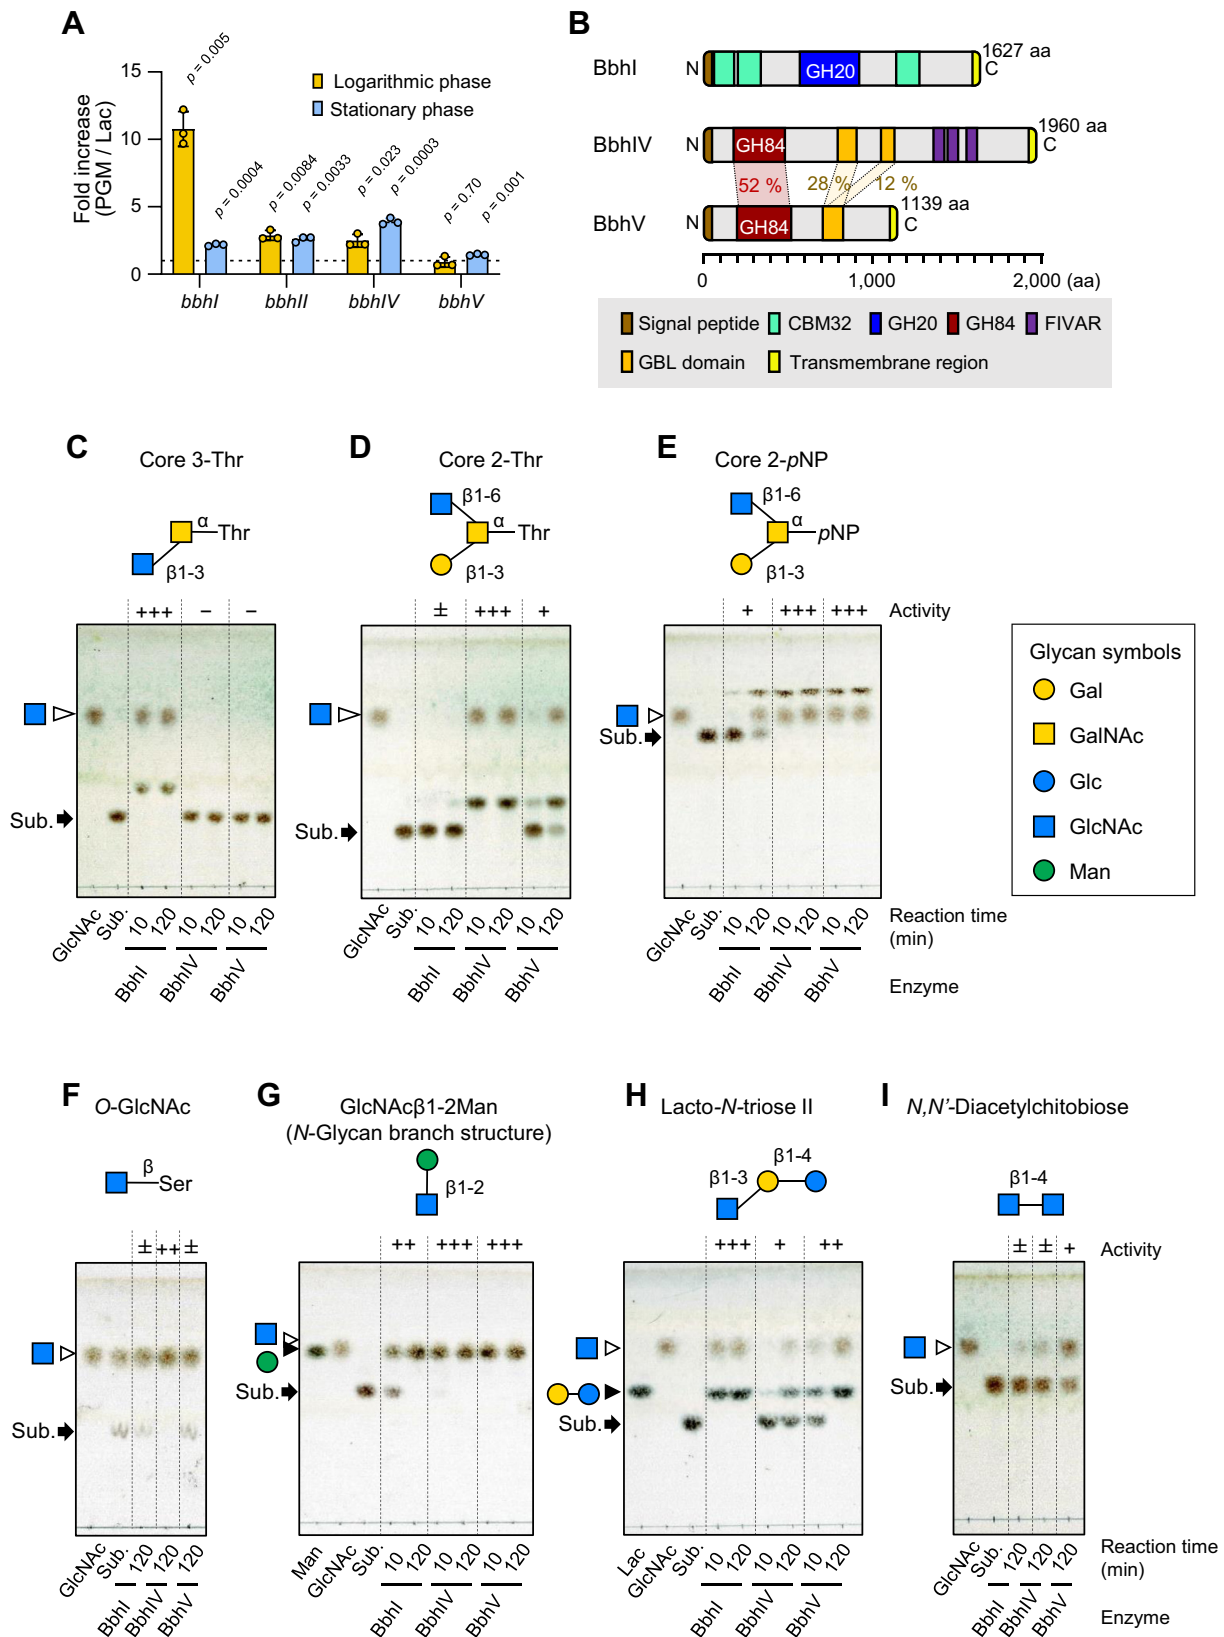 A
Fold increase
(PGM / Lac)
15
10
5
0
p = 0.005
p = 0.0004
p = 0.0084
p = 0.0033
p = 0.023
p = 0.0003
p = 0.70
p = 0.001
Logarithmic phase
Stationary phase
bbhI
bbhII
bbhIV
bbhV
B
BbhI
N
GH20
1627 aa
C
BbhIV
N
GH84
1960 aa
C
52 %
28 %
12 %
BbhV
N
GH84
1139 aa
C
0
1,000
2,000 (aa)
Signal peptide
CBM32
GH20
GH84
FIVAR
GBL domain
Transmembrane region
C
Core 3-Thr
α
Thr
β1-3
+++
−
−
Sub.
GlcNAc
Sub.
10
120
10
120
10
120
BbhI
BbhIV
BbhV
D
Core 2-Thr
β1-6
α
Thr
β1-3
±
+++
+
Sub.
GlcNAc
Sub.
10
120
10
120
10
120
BbhI
BbhIV
BbhV
E
Core 2-pNP
β1-6
α
pNP
β1-3
+
+++
+++
Activity
Sub.
GlcNAc
Sub.
10
120
10
120
10
120
BbhI
BbhIV
BbhV
Reaction time
(min)
Enzyme
Glycan symbols
Gal
GalNAc
Glc
GlcNAc
Man
F
O-GlcNAc
β
Ser
±
++
±
Sub.
GlcNAc
Sub.
120
120
120
BbhI
BbhIV
BbhV
G
GlcNAcβ1-2Man
(N-Glycan branch structure)
β1-2
++
+++
+++
Sub.
Man
GlcNAc
Sub.
10
120
10
120
10
120
BbhI
BbhIV
BbhV
H
Lacto-N-triose II
β1-4
β1-3
+++
+
++
Sub.
Lac
GlcNAc
Sub.
10
120
10
120
10
120
BbhI
BbhIV
BbhV
I
N,N’-Diacetylchitobiose
β1-4
±
±
+
Activity
Sub.
GlcNAc
Sub.
120
120
120
BbhI
BbhIV
BbhV
Reaction time
(min)
Enzyme